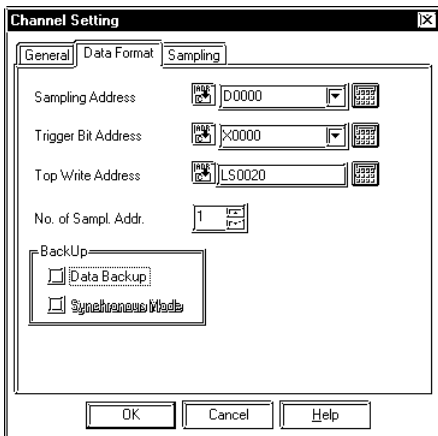 Channel Setting
General Data Format Sampling
Sampling Address D0000
Trigger Bit Address X0000
Top Write Address LS0020
No. of Sampl. Addr. 1
BackUp
Data Backup
Synchronous Mode
OK Cancel Help